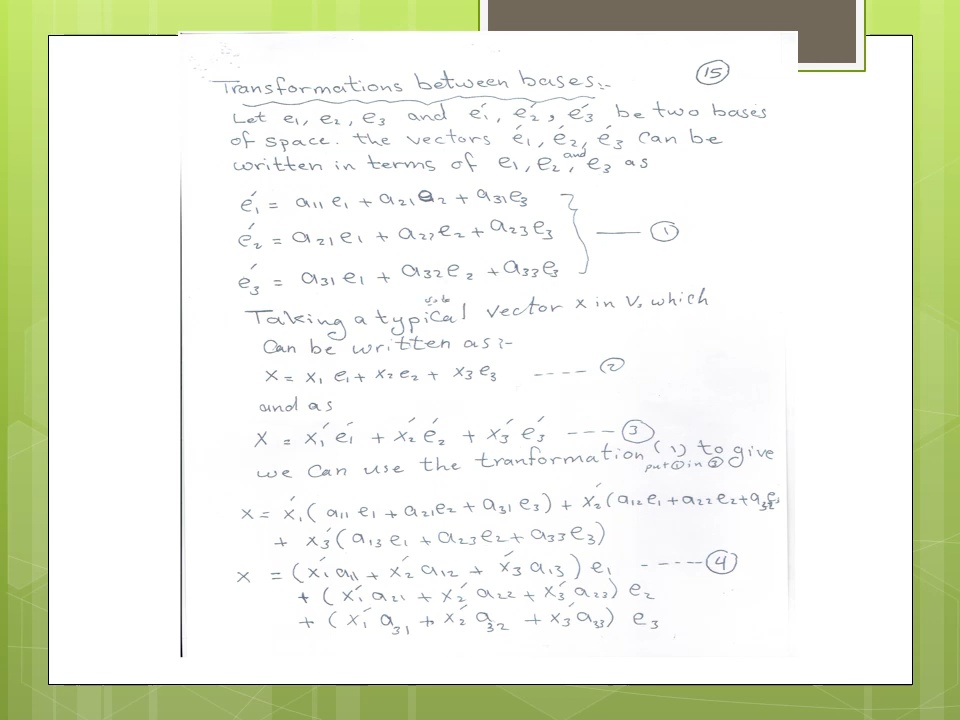 15
Transformations between bases:-
Let e1, e2, e3 and e1', e2', e3' be two bases
of space. the vectors e1', e2', e3' can be
written in terms of e1, e2, and e3 as
e1' = a11 e1 + a21 e2 + a31 e3
e2' = a21 e1 + a22 e2 + a23 e3 —— 1
e3' = a31 e1 + a32 e2 + a33 e3
Taking a typical vector x in V, which
Can be written as:-
x = x1 e1 + x2 e2 + x3 e3 ---- 2
and as
X = x1' e1' + x2' e2' + x3' e3' --- 3
we can use the tranformation (1) to give
put 1 in
x = x1' (a11 e1 + a21 e2 + a31 e3) + x2' (a12 e1 + a22 e2 + a32 e3
+ x3' (a13 e1 + a23 e2 + a33 e3)
x = (x1' a11 + x2' a12 + x3' a13) e1 ----- 4
+ (x1' a21 + x2' a22 + x3' a23) e2
+ (x1' a31 + x2' a32 + x3' a33) e3